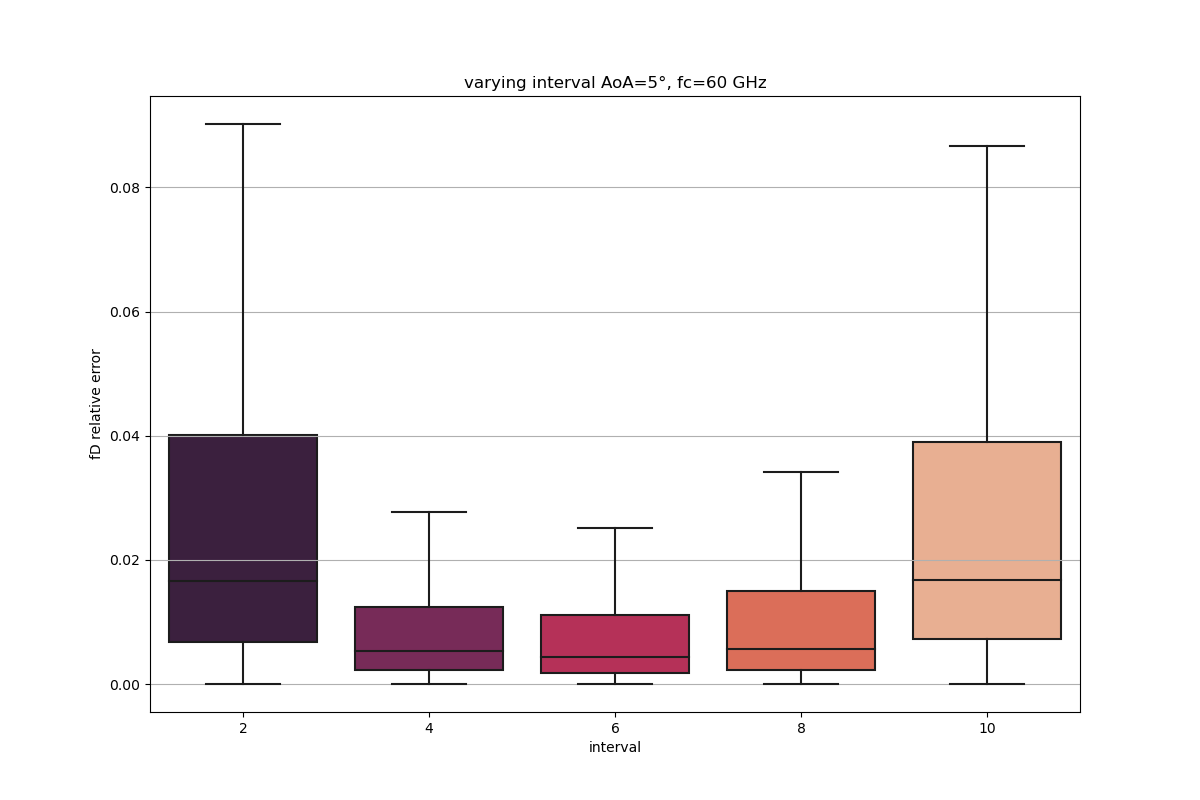 varying interval AoA=5°, fc=60 GHz
fD relative error
0.08
0.06
0.04
0.02
0.00
2 4 6 8 10
interval